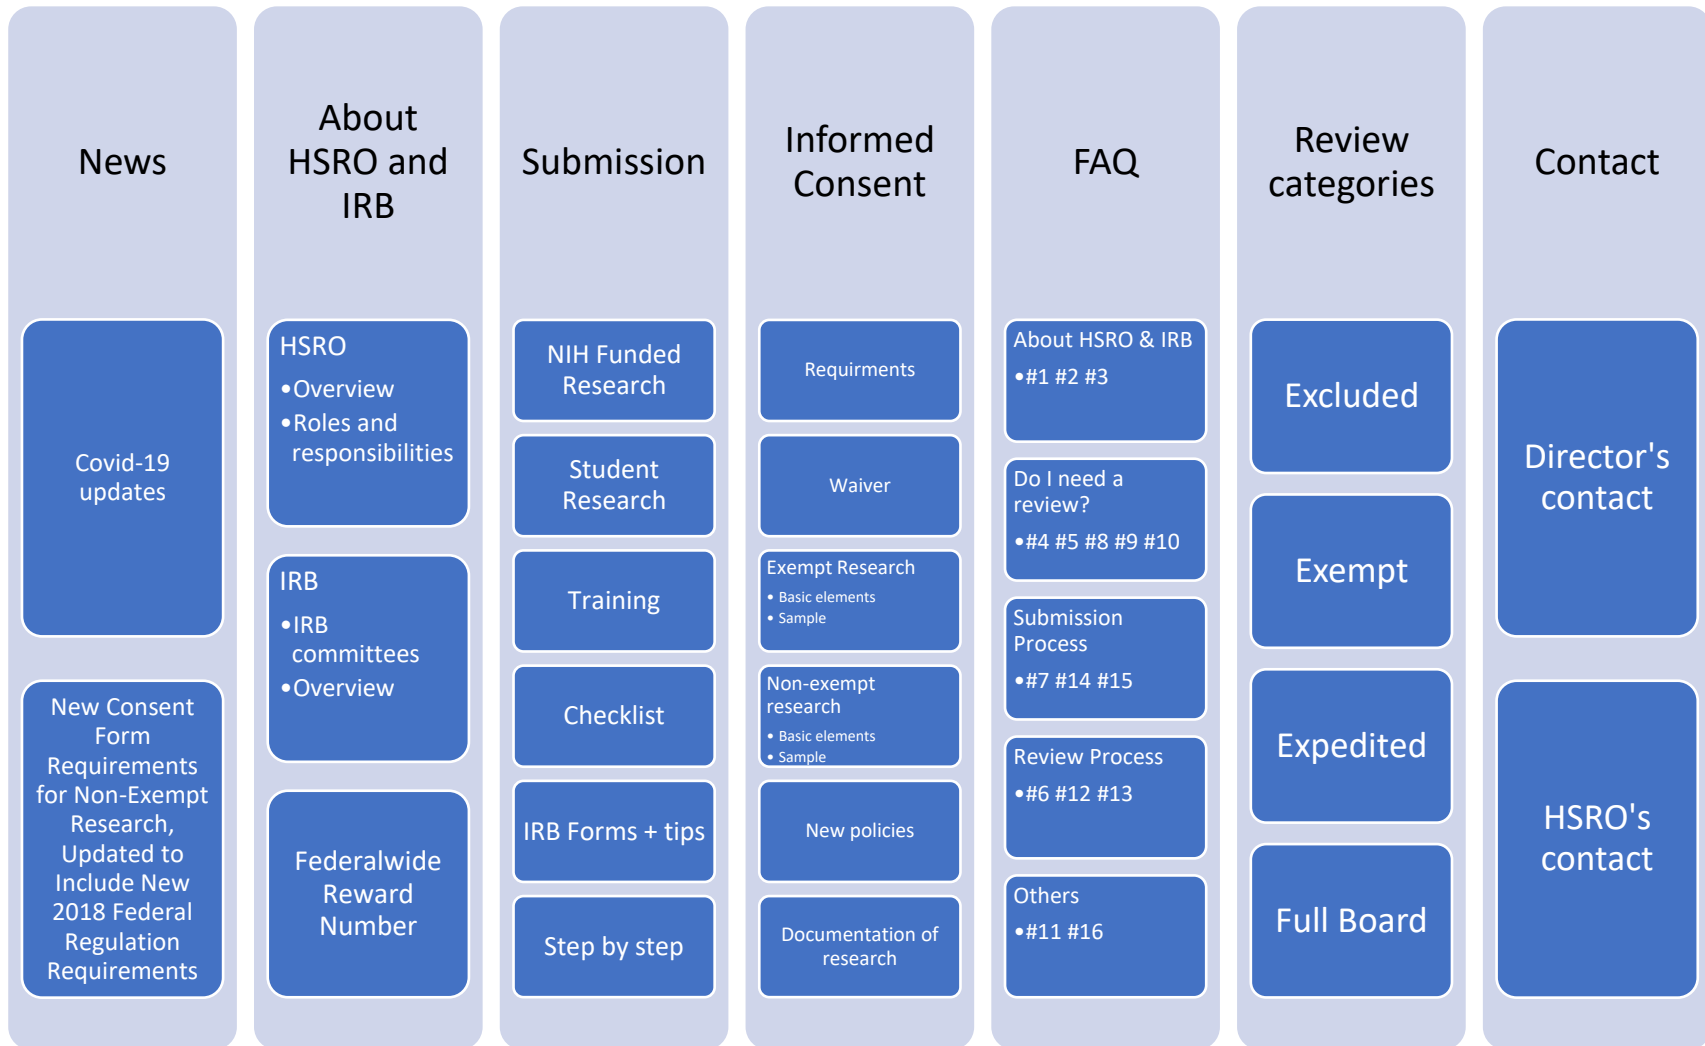 News
Covid-19
updates
New Consent
Form
Requirements
for Non-Exempt
Research,
Updated to
Include New
2018 Federal
Regulation
Requirements
About
HSRO and
IRB
HSRO
•Overview
•Roles and
responsibilities
IRB
•IRB
committees
•Overview
Federalwide
Reward
Number
Submission
NIH Funded
Research
Student
Research
Training
Checklist
IRB Forms + tips
Step by step
Informed
Consent
Requirments
Waiver
Exempt Research
• Basic elements
• Sample
Non-exempt
research
• Basic elements
• Sample
New policies
Documentation of
research
FAQ
About HSRO & IRB
•#1 #2 #3
Do I need a
review?
•#4 #5 #8 #9 #10
Submission
Process
•#7 #14 #15
Review Process
•#6 #12 #13
Others
•#11 #16
Review
categories
Excluded
Exempt
Expedited
Full Board
Contact
Director's
contact
HSRO's
contact